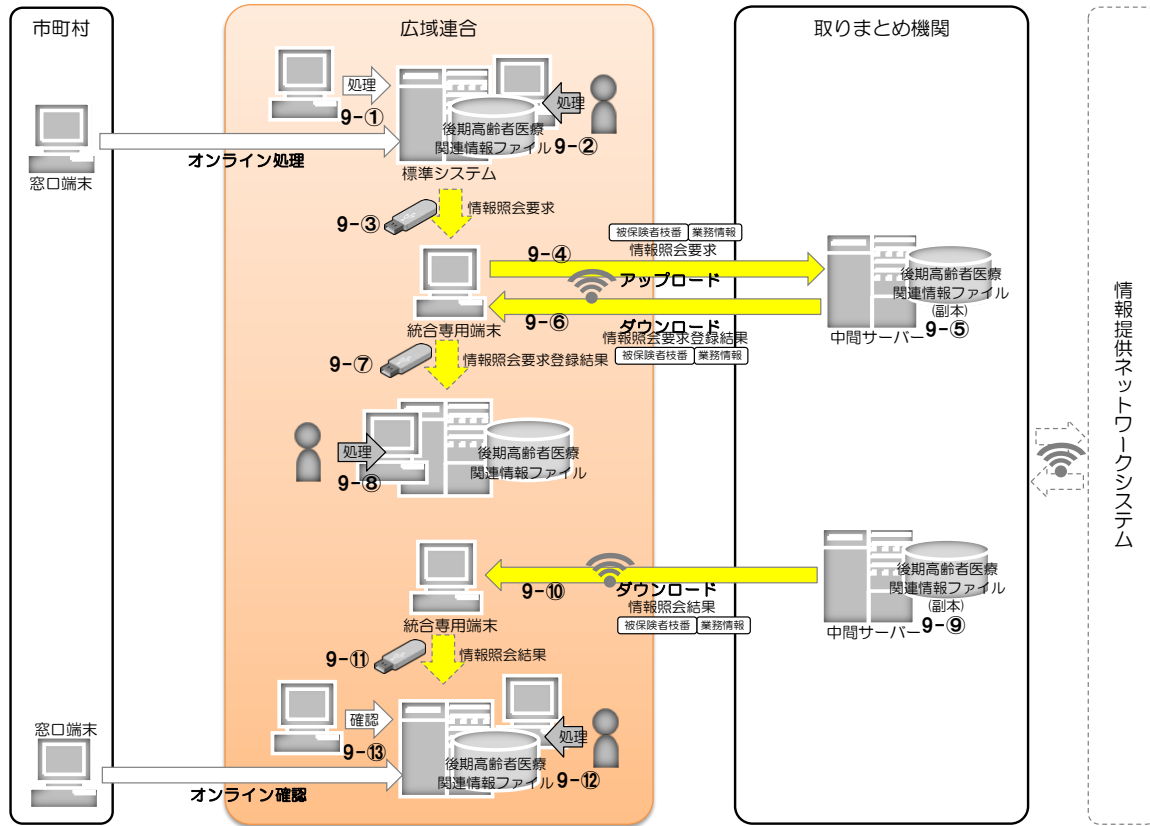 市町村
広域連合
取りまとめ機関
処理
9-①
処理
後期高齢者医療
関連情報ファイル
9-②
標準システム
オンライン処理
窓口端末
9-③
情報照会要求
9-④
被保険者枝番
業務情報
情報照会要求
アップロード
後期高齢者医療
関連情報ファイル
(副本)
9-⑤
中間サーバー
9-⑥
ダウンロード
情報照会要求登録結果
被保険者枝番
業務情報
統合専用端末
9-⑦
情報照会要求登録結果
処理
9-⑧
後期高齢者医療
関連情報ファイル
情報提供ネットワークシステム
9-⑩
ダウンロード
情報照会結果
被保険者枝番
業務情報
後期高齢者医療
関連情報ファイル
(副本)
9-⑨
中間サーバー
統合専用端末
9-⑪
情報照会結果
窓口端末
確認
9-⑬
処理
後期高齢者医療
関連情報ファイル
9-⑫
オンライン確認